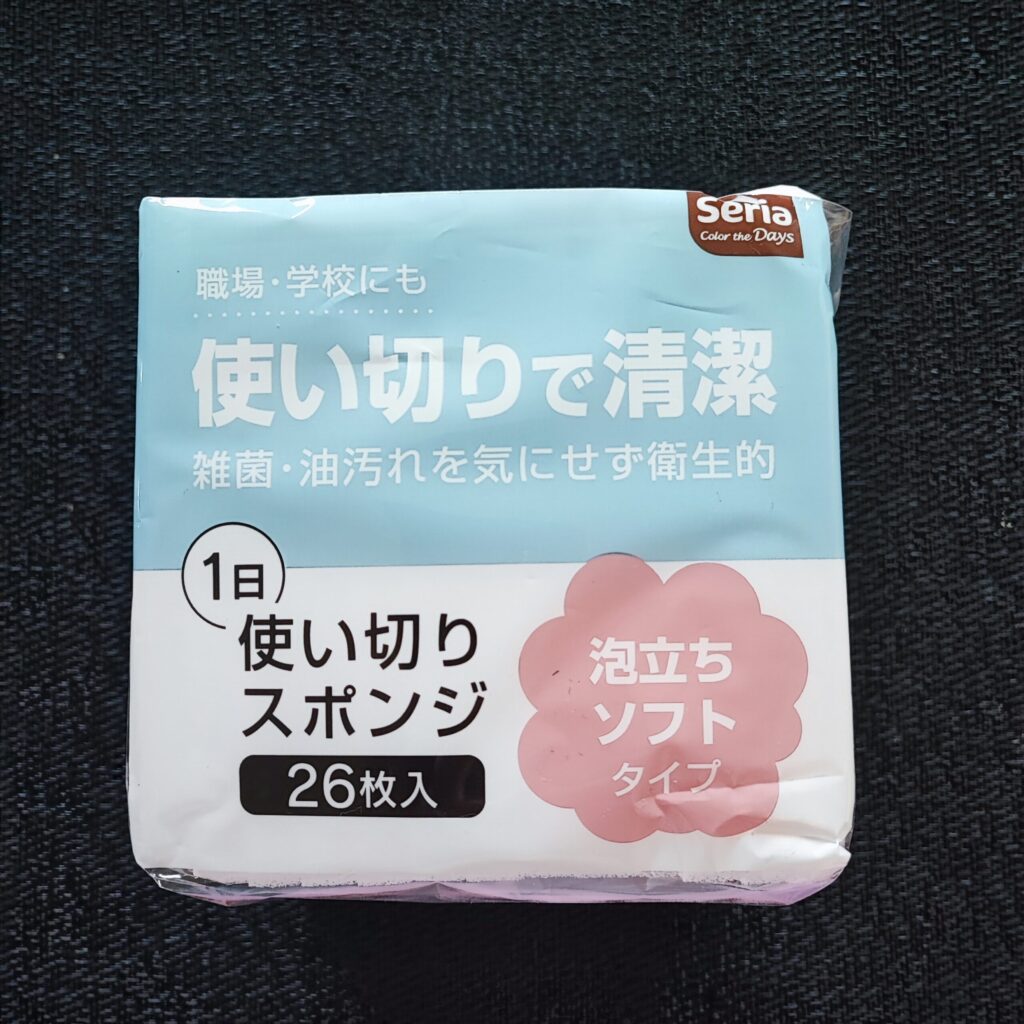 Seria
Color the Days
職場・学校にも
使い切りで清潔
雑菌・油汚れを気にせず衛生的
1日
使い切り
スポンジ
26枚入
泡立ち
ソフト
タイプ